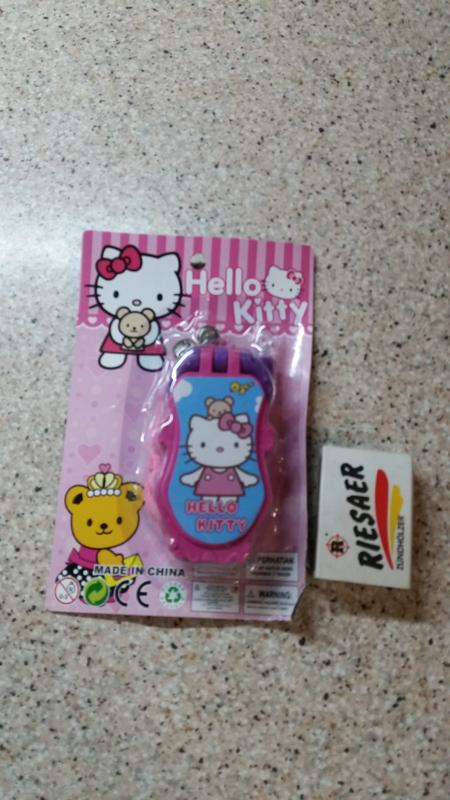 Hello
Kitty
HELLO
KITTY
MADE IN CHINA
CE
PERHATIAN
WARNING:
R
RIESAER
ZÜNDHÖLZER